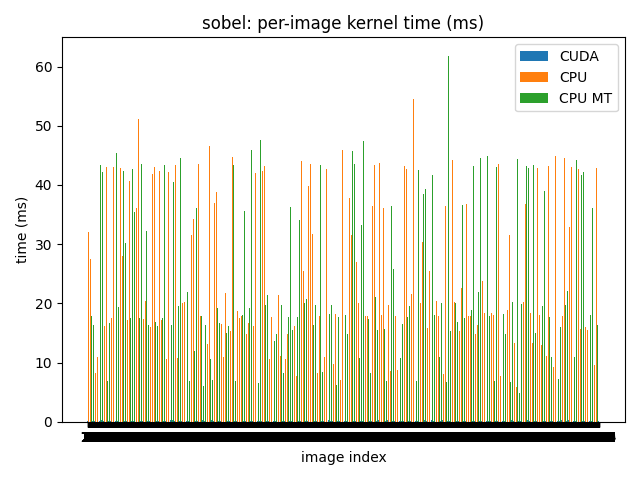 sobel: per-image kernel time (ms)
CUDA
CPU
CPU MT
time (ms)
60
50
40
30
20
10
0
image index